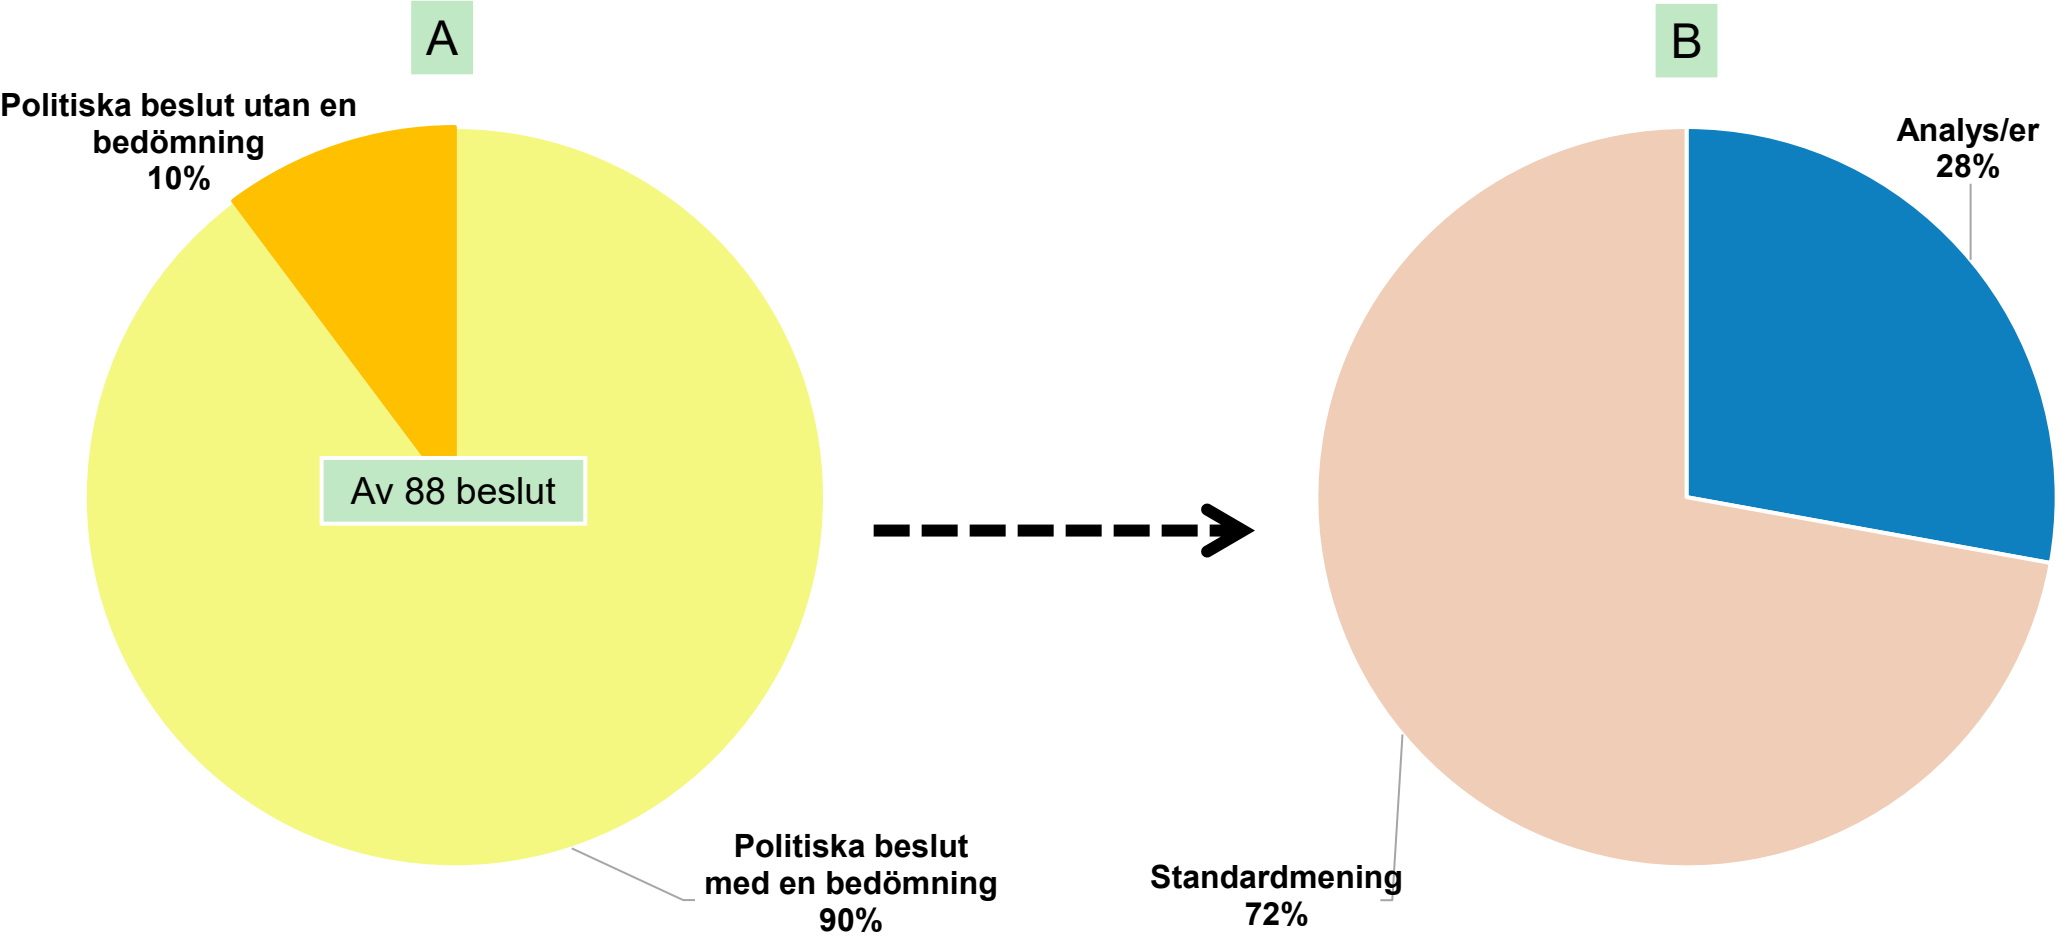 A
Politiska beslut utan en
bedömning
10%
Av 88 beslut
Politiska beslut
med en bedömning
90%
B
Analys/er
28%
Standardmening
72%